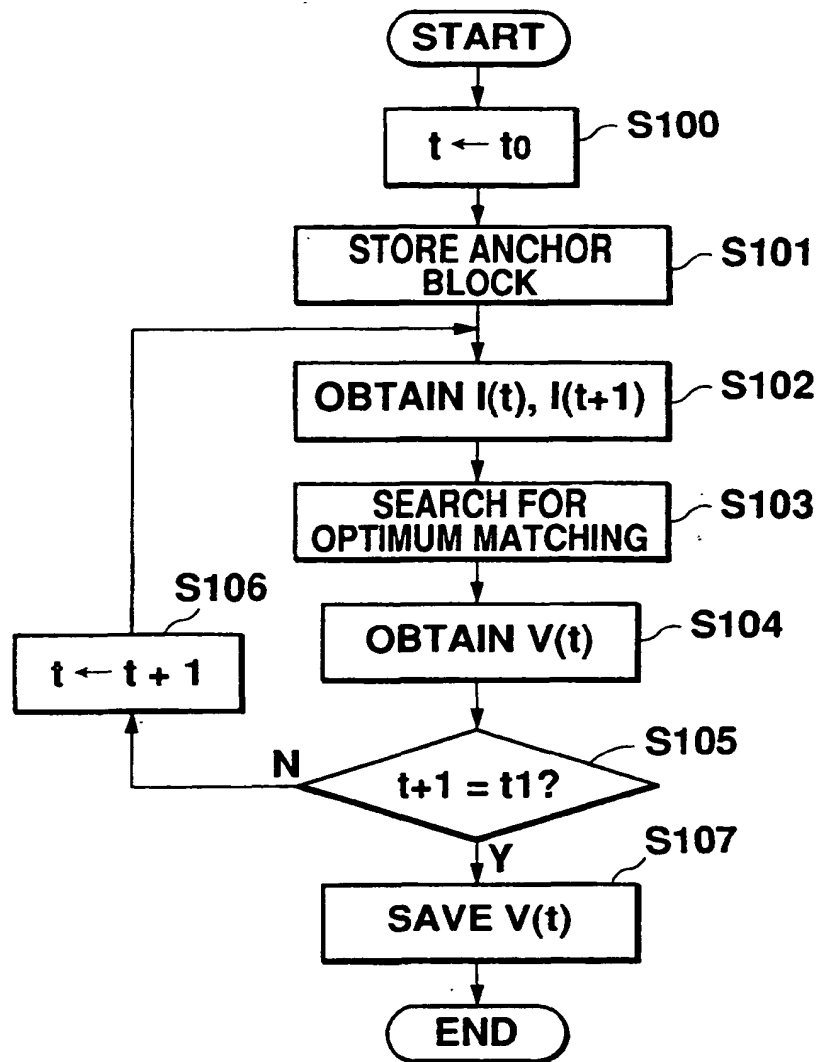 START
t ← t0
S100
STORE ANCHOR
BLOCK
S101
OBTAIN I(t), I(t+1)
S102
SEARCH FOR
OPTIMUM MATCHING
S103
OBTAIN V(t)
S104
S106
t ← t + 1
N
t+1 = t1?
S105
Y
SAVE V(t)
S107
END